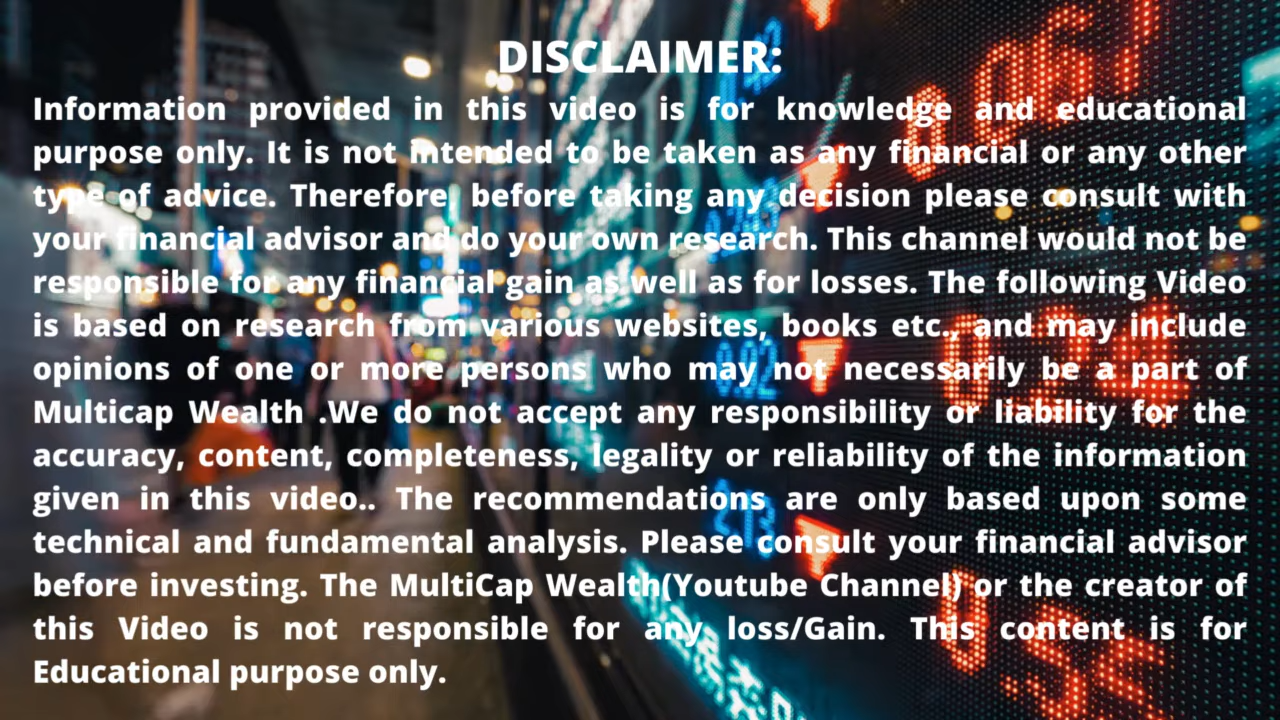 DISCLAIMER:
Information provided in this video is for knowledge and educational
purpose only. It is not intended to be taken as any financial or any other
type of advice. Therefore, before taking any decision please consult with
your financial advisor and do your own research. This channel would not be
responsible for any financial gain as well as for losses. The following Video
is based on research from various websites, books etc., and may include
opinions of one or more persons who may not necessarily be a part of
Multicap Wealth .We do not accept any responsibility or liability for the
accuracy, content, completeness, legality or reliability of the information
given in this video.. The recommendations are only based upon some
technical and fundamental analysis. Please consult your financial advisor
before investing. The MultiCap Wealth(Youtube Channel) or the creator of
this Video is not responsible for any loss/Gain. This content is for
Educational purpose only.